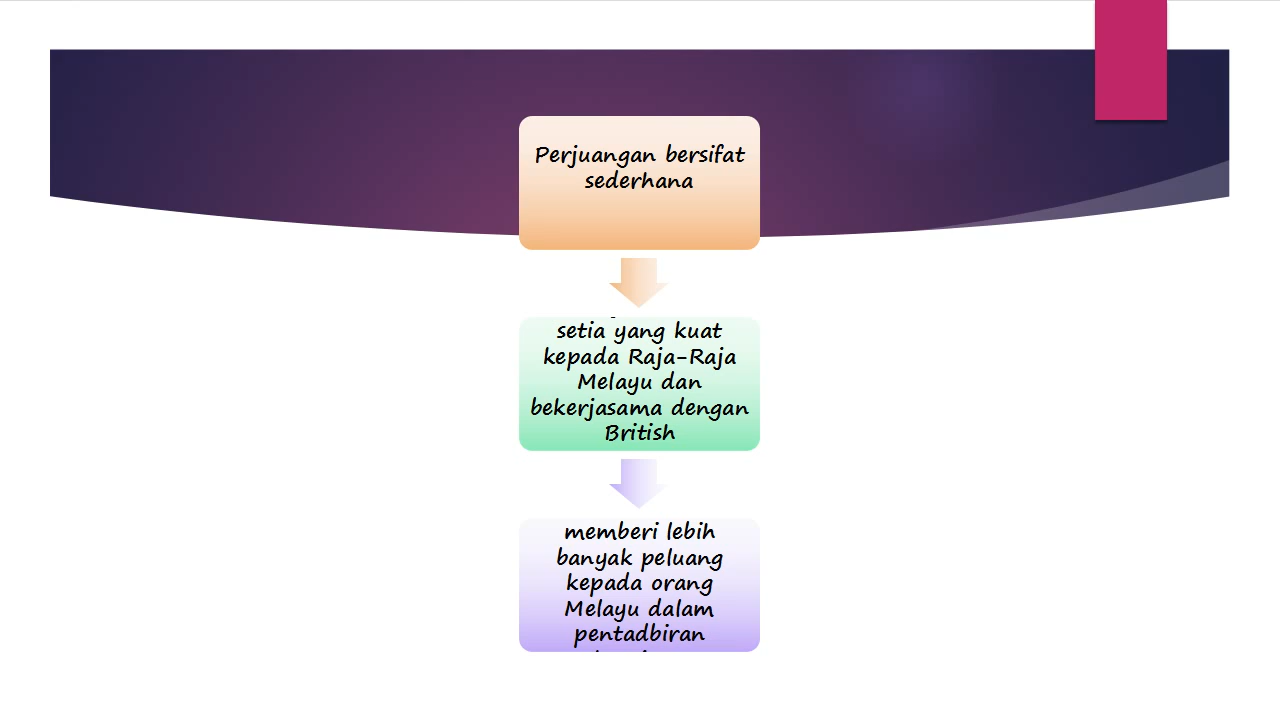 Perjuangan bersifat
sederhana
setia yang kuat
kepada Raja-Raja
Melayu dan
bekerjasama dengan
British
memberi lebih
banyak peluang
kepada orang
Melayu dalam
pentadbiran